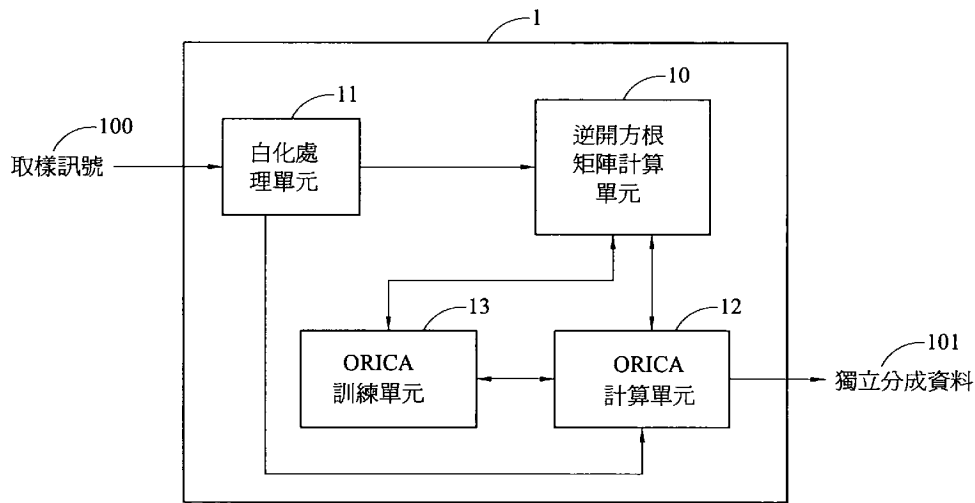 1
11
10
100
取樣訊號
白化處
理單元
逆開方根
矩陣計算
單元
13
12
101
ORICA
訓練單元
ORICA
計算單元
獨立分成資料